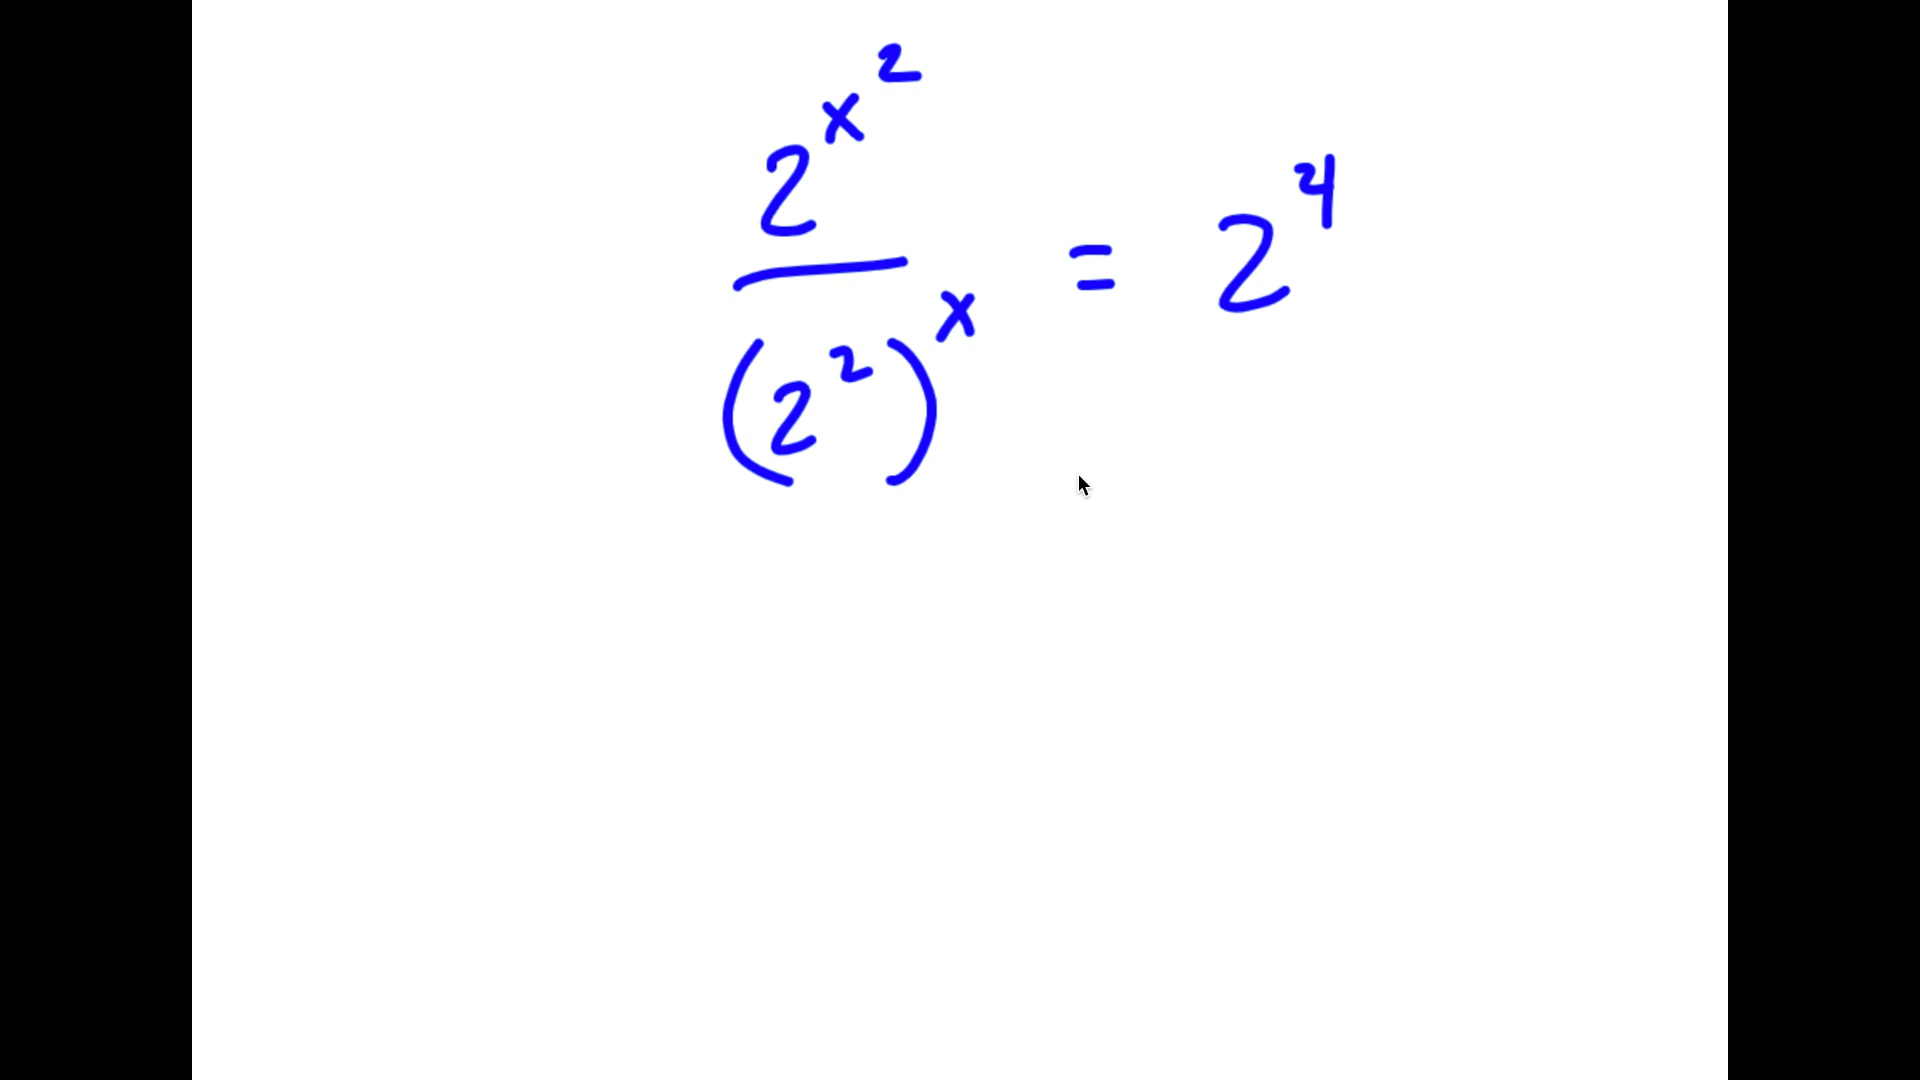 2^{x^2}
/ (2^2)^x = 2^4